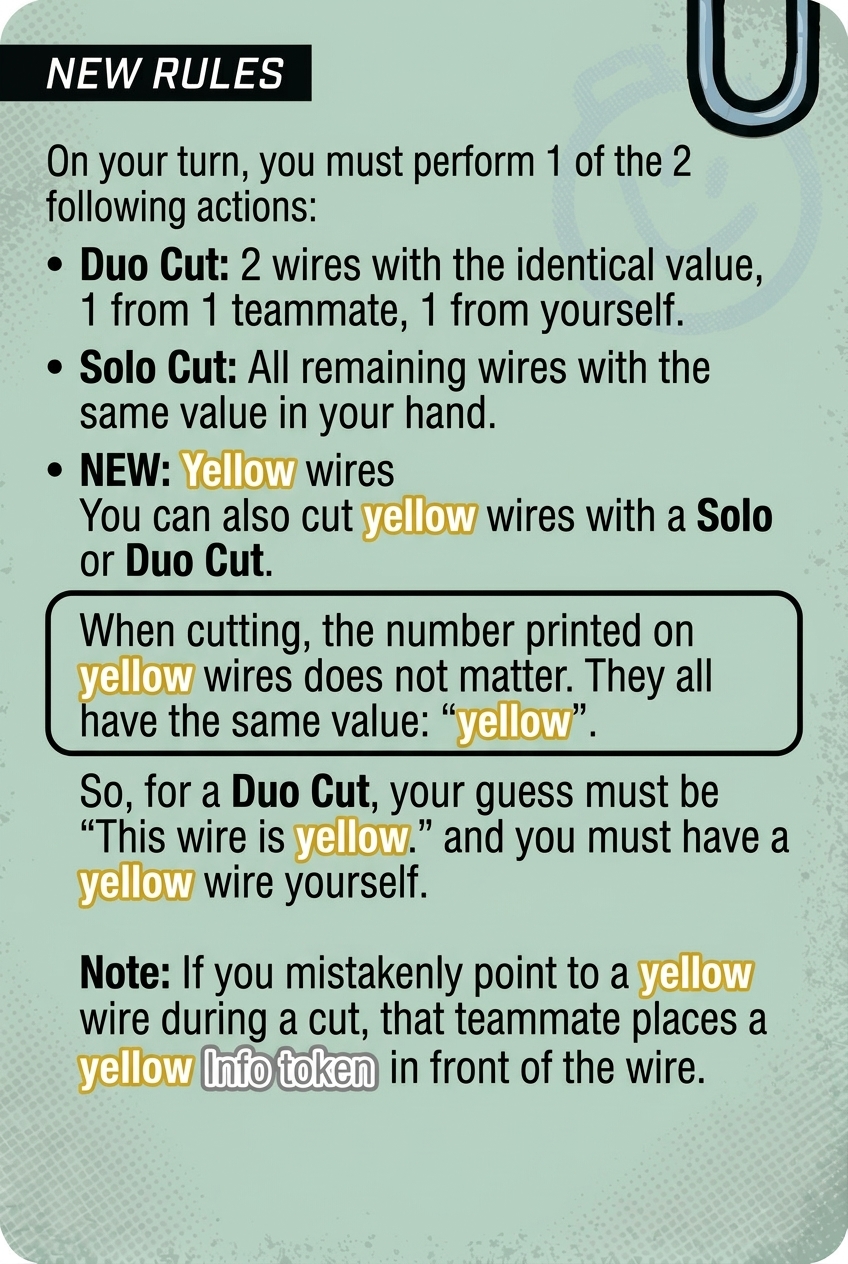 NEW RULES
On your turn, you must perform 1 of the 2
following actions:
• Duo Cut: 2 wires with the identical value,
1 from 1 teammate, 1 from yourself.
• Solo Cut: All remaining wires with the
same value in your hand.
• NEW: Yellow wires
You can also cut yellow wires with a Solo
or Duo Cut.
When cutting, the number printed on
yellow wires does not matter. They all
have the same value: “yellow”.
So, for a Duo Cut, your guess must be
“This wire is yellow.” and you must have a
yellow wire yourself.
Note: If you mistakenly point to a yellow
wire during a cut, that teammate places a
yellow Info token in front of the wire.